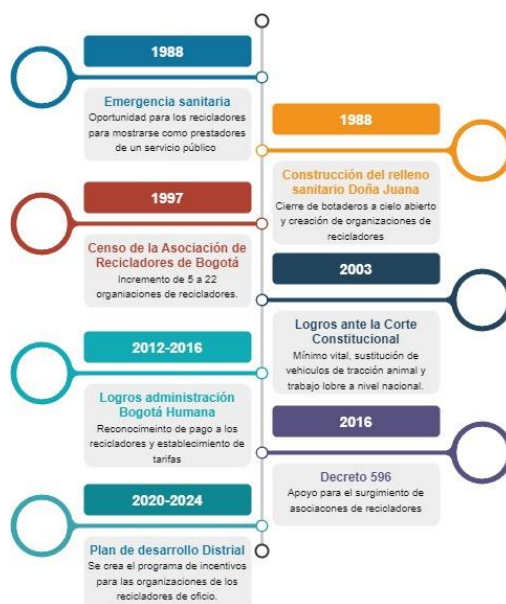 1988
Emergencia sanitaria
Oportunidad para los recicladores
para mostrarse como prestadores
de un servicio público
1988
Construcción del relleno
sanitario Doña Juana
Cierre de botaderos a cielo abierto
y creación de organizaciones de
recicladores
1997
Censo de la Asociación de
Recicladores de Bogotá
Incremento de 5 a 22
organiaciones de recicladores.
2003
Logros ante la Corte
Constitucional
Mínimo vital, sustitución de
vehiculos de tracción animal y
trabajo lobre a nivel nacional.
2012-2016
Logros administración
Bogotá Humana
Reconocimeinto de pago a los
recicladores y establecimiento de
tarifas
2016
Decreto 596
Apoyo para el surgimiento de
asociacones de recicladores
2020-2024
Plan de desarrollo Distrial
Se crea el programa de incentivos
para las organizaciones de los
recicladores de oficio.